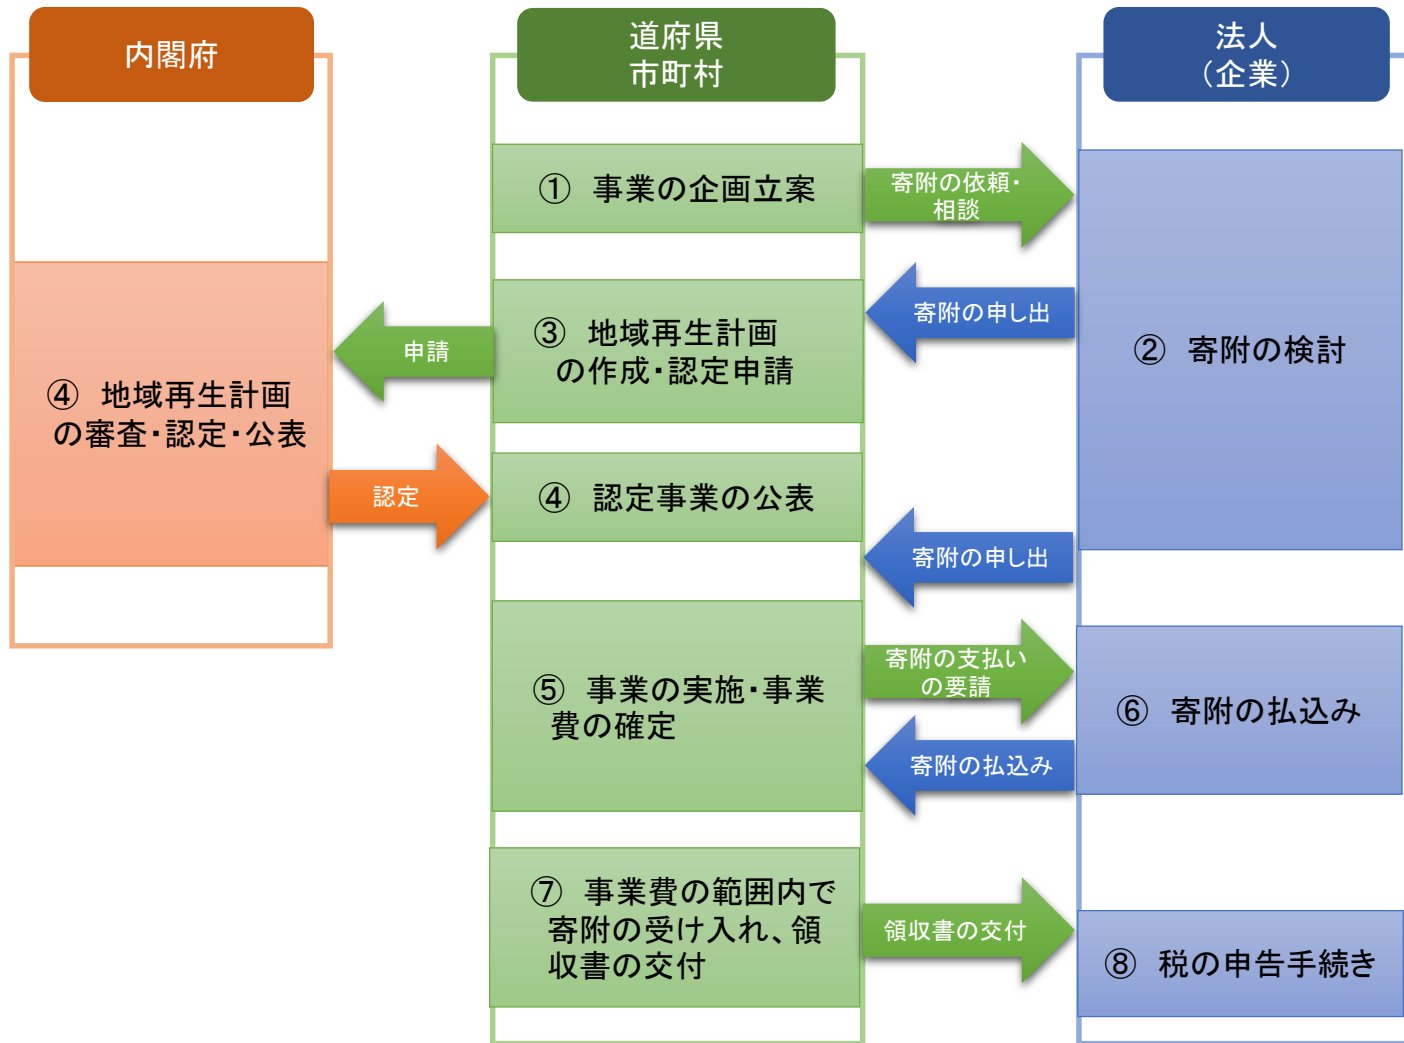 内閣府
道府県
市町村
法人
（企業）
① 事業の企画立案
寄附の依頼・
相談
② 寄附の検討
寄附の申し出
③ 地域再生計画
の作成・認定申請
申請
④ 地域再生計画
の審査・認定・公表
認定
④ 認定事業の公表
寄附の申し出
⑤ 事業の実施・事業
費の確定
寄附の支払い
の要請
⑥ 寄附の払込み
寄附の払込み
⑦ 事業費の範囲内で
寄附の受け入れ、領
収書の交付
領収書の交付
⑧ 税の申告手続き